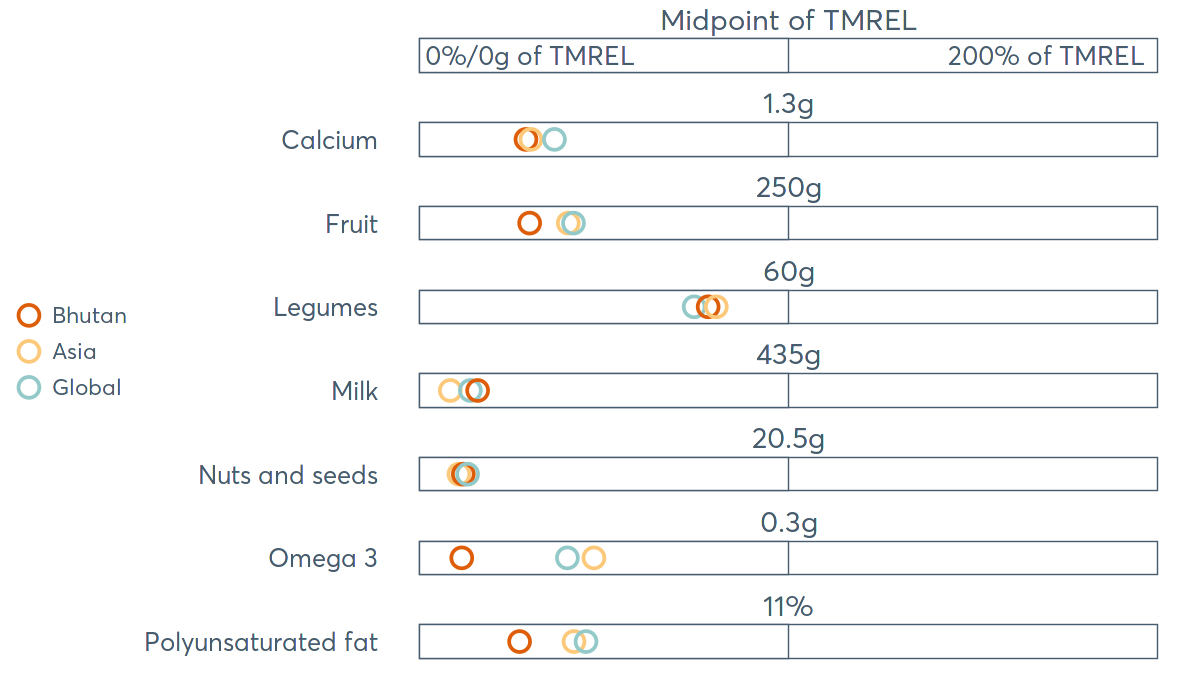 Midpoint of TMREL
0%/0g of TMREL
200% of TMREL
1.3g
Calcium
250g
Fruit
60g
Legumes
435g
Milk
20.5g
Nuts and seeds
0.3g
Omega 3
11%
Polyunsaturated fat
Bhutan
Asia
Global